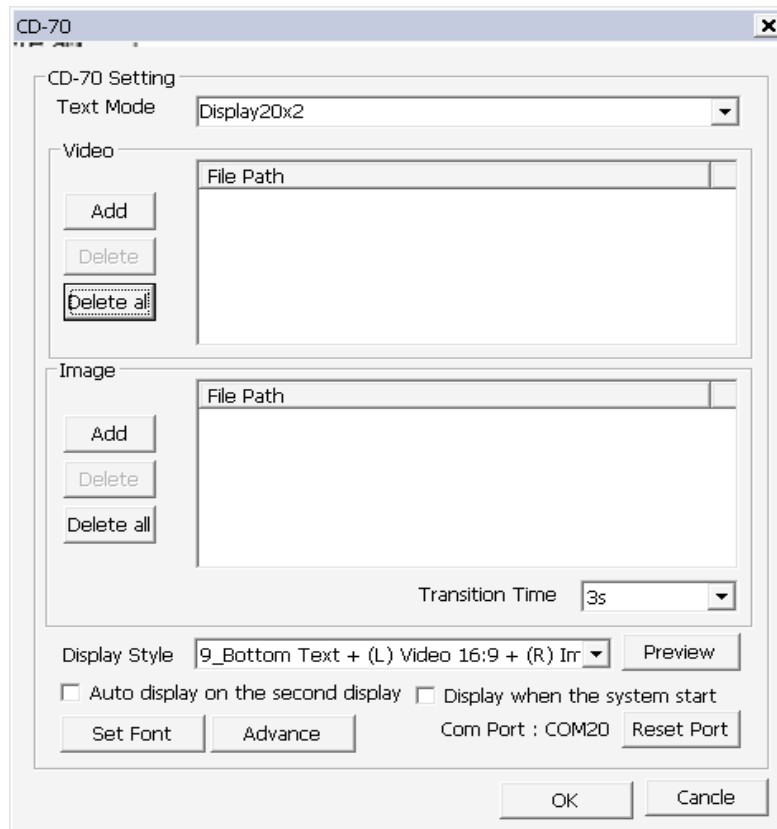 CD-70
CD-70 Setting
Text Mode Display20x2
Video
File Path
Add
Delete
Delete all
Image
File Path
Add
Delete
Delete all
Transition Time 3s
Display Style 9_Bottom Text + (L) Video 16:9 + (R) Preview
Auto display on the second display Display when the system start
Set Font Advance Com Port : COM20 Reset Port
OK Cancle